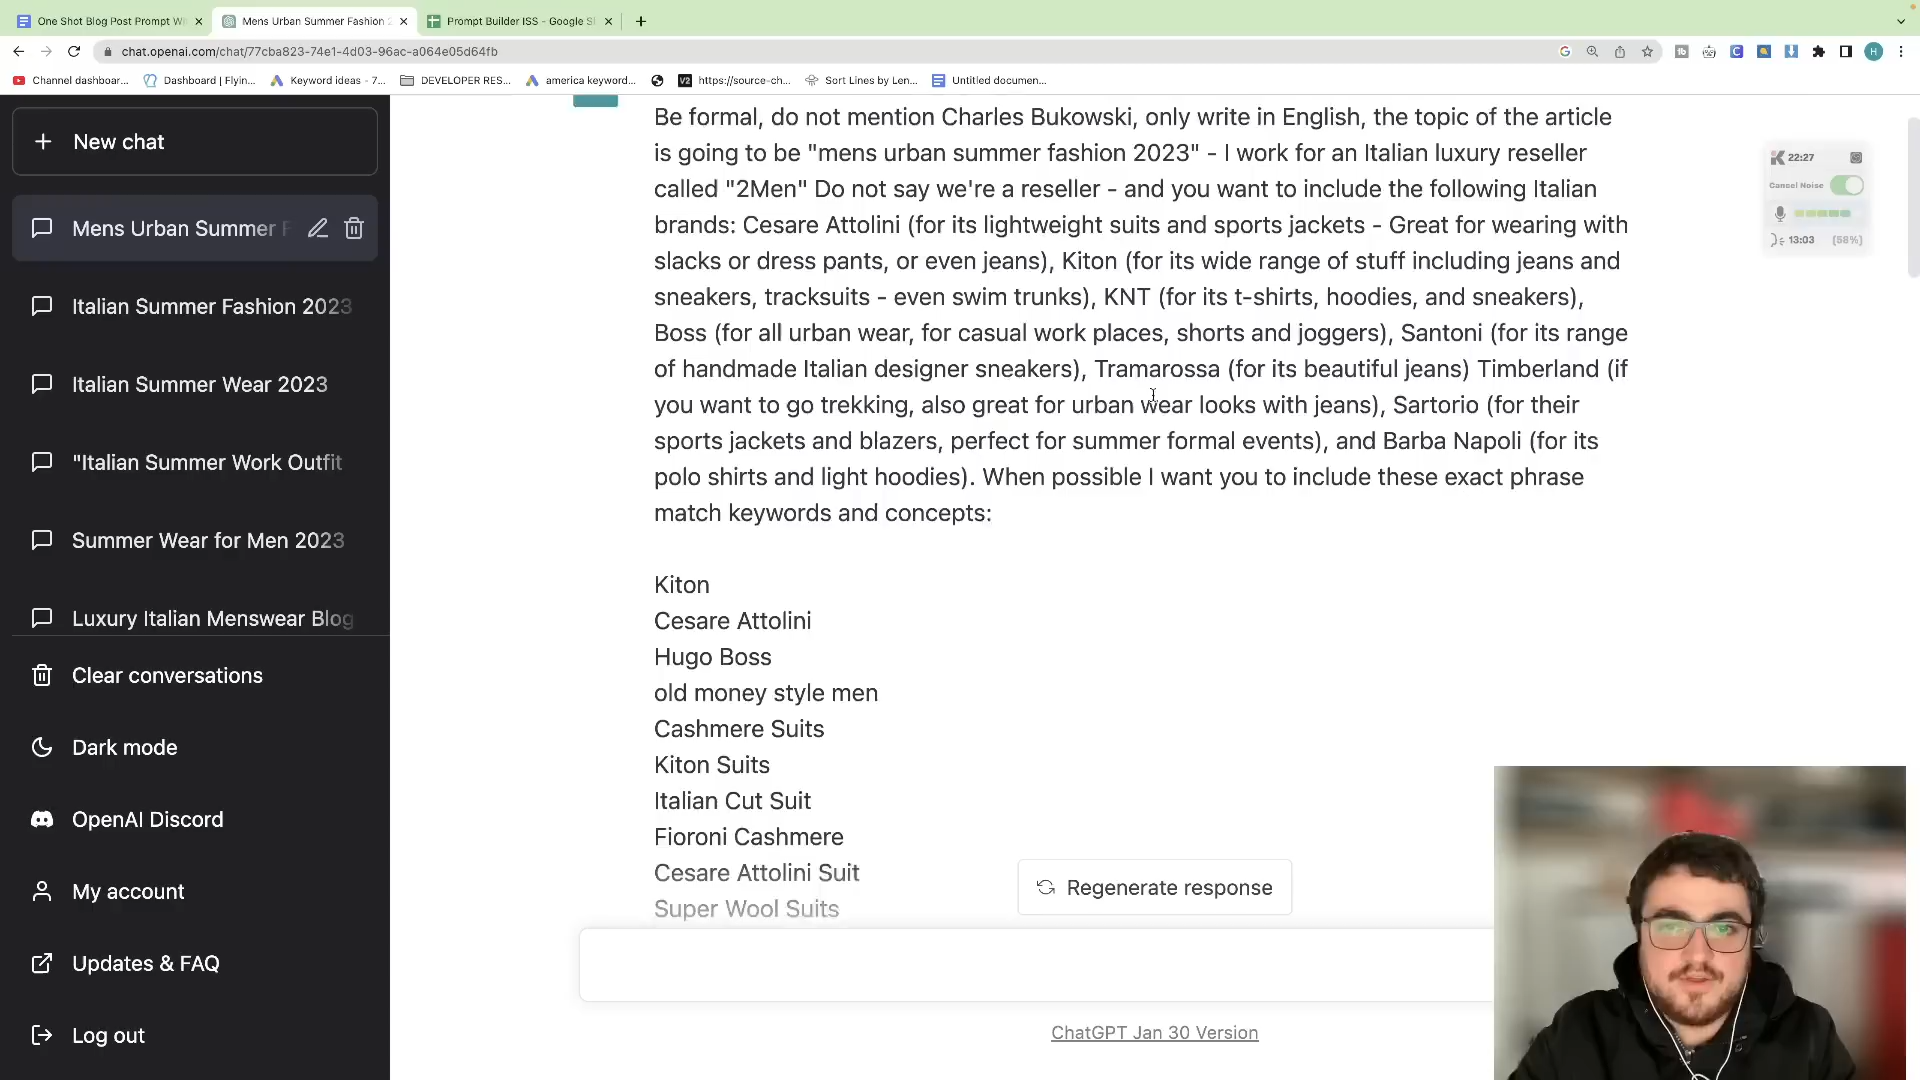 One Shot Blog Post Prompt Wi
Mens Urban Summer Fashion 2
Prompt Builder ISS - Google S
chat.openai.com/chat/77cba823-74e1-4d03-96ac-a064e05d64fb
Channel dashboar...
Dashboard | Flyin...
Keyword ideas - 7...
DEVELOPER RES...
america keyword...
V2
https://source-ch...
Sort Lines by Len...
Untitled documen...
H
New chat
Mens Urban Summer F
Italian Summer Fashion 2023
Italian Summer Wear 2023
"Italian Summer Work Outfit
Summer Wear for Men 2023
Luxury Italian Menswear Blog
Clear conversations
Dark mode
OpenAI Discord
My account
Updates & FAQ
Log out
Be formal, do not mention Charles Bukowski, only write in English, the topic of the article
is going to be "mens urban summer fashion 2023" - I work for an Italian luxury reseller
called "2Men" Do not say we're a reseller - and you want to include the following Italian
brands: Cesare Attolini (for its lightweight suits and sports jackets - Great for wearing with
slacks or dress pants, or even jeans), Kiton (for its wide range of stuff including jeans and
sneakers, tracksuits - even swim trunks), KNT (for its t-shirts, hoodies, and sneakers),
Boss (for all urban wear, for casual work places, shorts and joggers), Santoni (for its range
of handmade Italian designer sneakers), Tramarossa (for its beautiful jeans) Timberland (if
you want to go trekking, also great for urban wear looks with jeans), Sartorio (for their
sports jackets and blazers, perfect for summer formal events), and Barba Napoli (for its
polo shirts and light hoodies). When possible I want you to include these exact phrase
match keywords and concepts:
Kiton
Cesare Attolini
Hugo Boss
old money style men
Cashmere Suits
Kiton Suits
Italian Cut Suit
Fioroni Cashmere
Cesare Attolini Suit
Super Wool Suits
Regenerate response
ChatGPT Jan 30 Version
22:27
Cancel Noise
13:03 (58%)